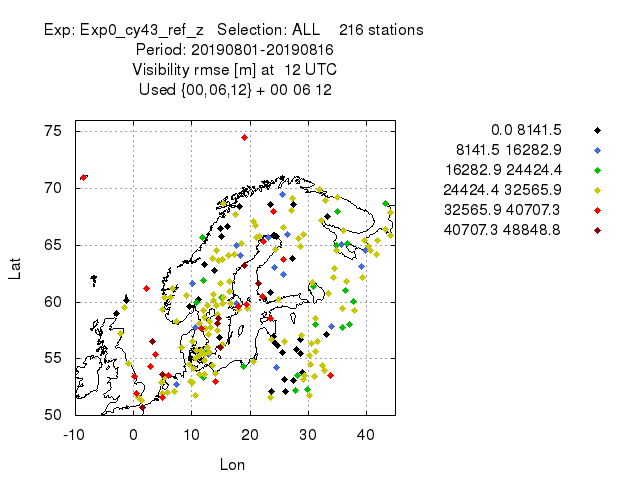 Exp: Exp0_cy43_ref_z Selection: ALL 216 stations
Period: 20190801-20190816
Visibility rmse [m] at 12 UTC
Used {00,06,12} + 00 06 12
0.0 8141.5
8141.5 16282.9
16282.9 24424.4
24424.4 32565.9
32565.9 40707.3
40707.3 48848.8
75
70
65
60
55
50
Lat
-10 0 10 20 30 40
Lon